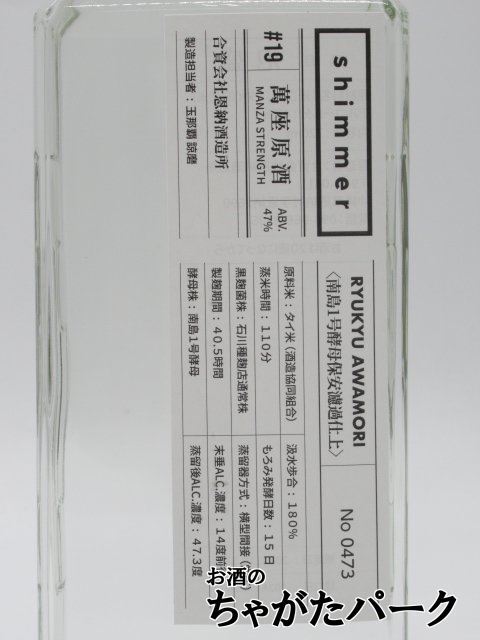 shimmer
#19 萬座原酒
MANZA STRENGTH
ABV.
47%
合資会社恩納酒造所
製造担当者：玉那覇 諒磨
RYUKYU AWAMORI
〈南島1号酵母保安濾過仕上〉
No 0473
原料米：タイ米（酒造協同組合）
蒸米時間：110分
黒麹菌株：石川種麹店通常株
製麹期間：40.5時間
酵母株：南島1号酵母
汲水歩合：180%
もろみ発酵日数：15日
蒸留器方式：横型間接
末垂ALC.濃度：14度前
蒸留後ALC.濃度：47.3度
お酒の
ちゃがたパーク